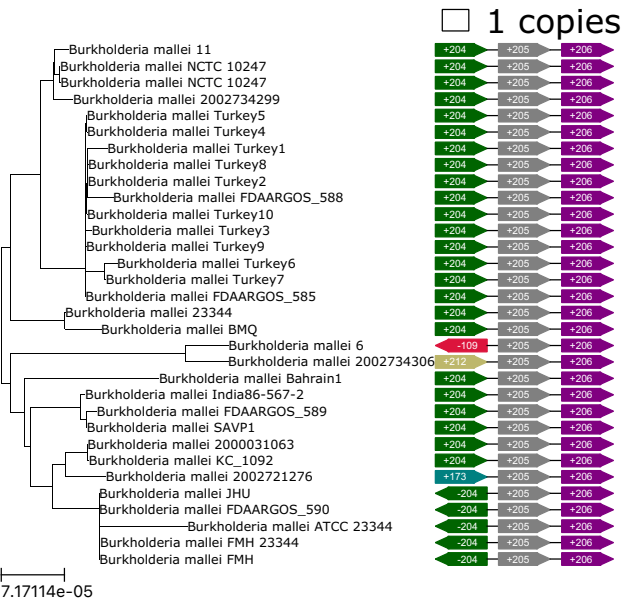 1 copies
Burkholderia mallei 11 +204 +205 +206
Burkholderia mallei NCTC 10247 +204 +205 +206
Burkholderia mallei NCTC 10247 +204 +205 +206
Burkholderia mallei 2002734299 +204 +205 +206
Burkholderia mallei Turkey5 +204 +205 +206
Burkholderia mallei Turkey4 +204 +205 +206
Burkholderia mallei Turkey1 +204 +205 +206
Burkholderia mallei Turkey8 +204 +205 +206
Burkholderia mallei Turkey2 +204 +205 +206
Burkholderia mallei FDAARGOS_588 +204 +205 +206
Burkholderia mallei Turkey10 +204 +205 +206
Burkholderia mallei Turkey3 +204 +205 +206
Burkholderia mallei Turkey9 +204 +205 +206
Burkholderia mallei Turkey6 +204 +205 +206
Burkholderia mallei Turkey7 +204 +205 +206
Burkholderia mallei FDAARGOS_585 +204 +205 +206
Burkholderia mallei 23344 +204 +205 +206
Burkholderia mallei BMQ +204 +205 +206
Burkholderia mallei 6 -109 +205 +206
Burkholderia mallei 2002734306 +212 +205 +206
Burkholderia mallei Bahrain1 +204 +205 +206
Burkholderia mallei India86-567-2 +204 +205 +206
Burkholderia mallei FDAARGOS_589 +204 +205 +206
Burkholderia mallei SAVP1 +204 +205 +206
Burkholderia mallei 2000031063 +204 +205 +206
Burkholderia mallei KC_1092 +204 +205 +206
Burkholderia mallei 2002721276 +173 +205 +206
Burkholderia mallei JHU -204 +205 +206
Burkholderia mallei FDAARGOS_590 -204 +205 +206
Burkholderia mallei ATCC 23344 -204 +205 +206
Burkholderia mallei FMH 23344 -204 +205 +206
Burkholderia mallei FMH -204 +205 +206
7.17114e-05